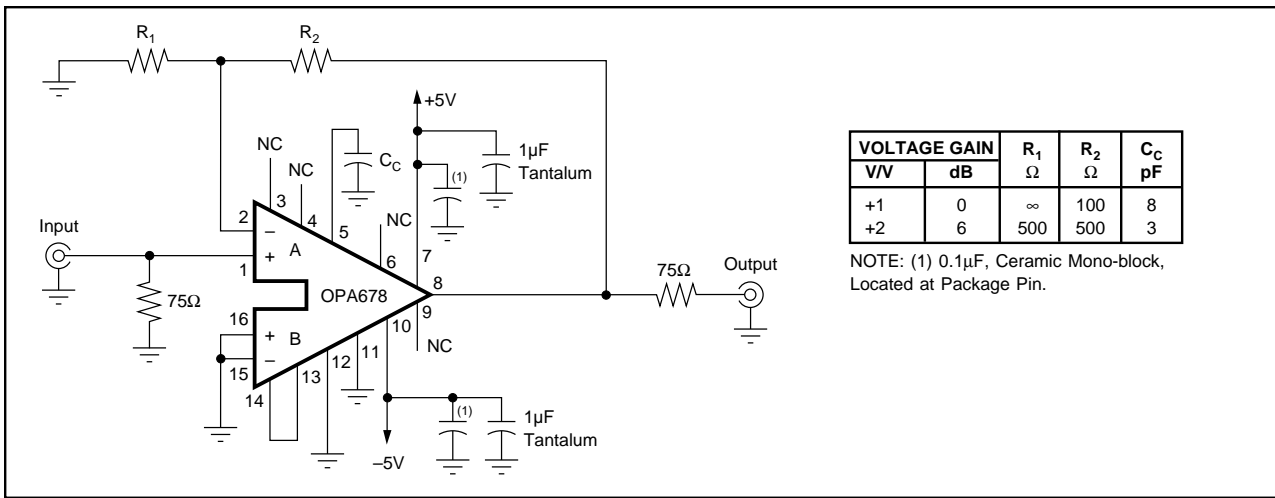 R1
R2
+5V
NC
NC
CC
(1)
1µF
Tantalum
NC
Input
2
3
4
5
6
7
–
A
+
1
8
75Ω
OPA678
75Ω
Output
9
16
+
B
–
15
14
13
12
11
10
NC
(1)
1µF
Tantalum
–5V
VOLTAGE GAIN R1 R2 CC
V/V dB Ω Ω pF
+1 0 ∞ 100 8
+2 6 500 500 3
NOTE: (1) 0.1µF, Ceramic Mono-block,
Located at Package Pin.